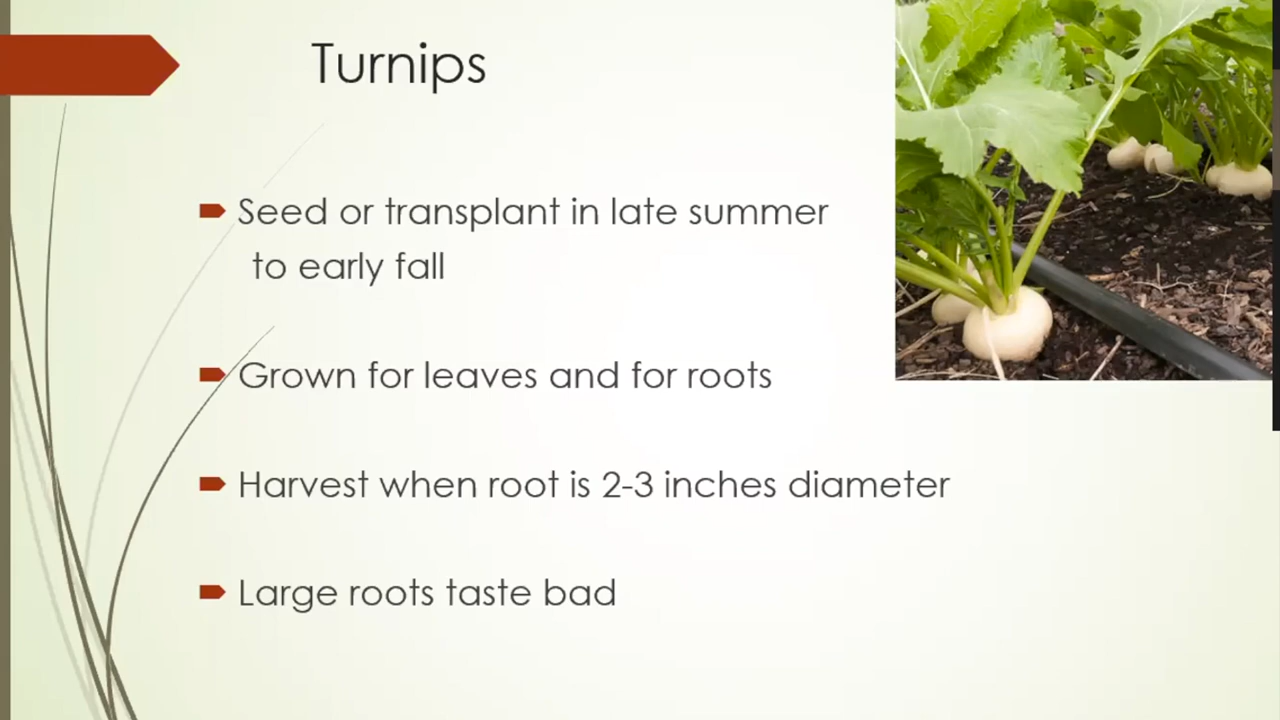 Turnips
Seed or transplant in late summer
to early fall
Grown for leaves and for roots
Harvest when root is 2-3 inches diameter
Large roots taste bad